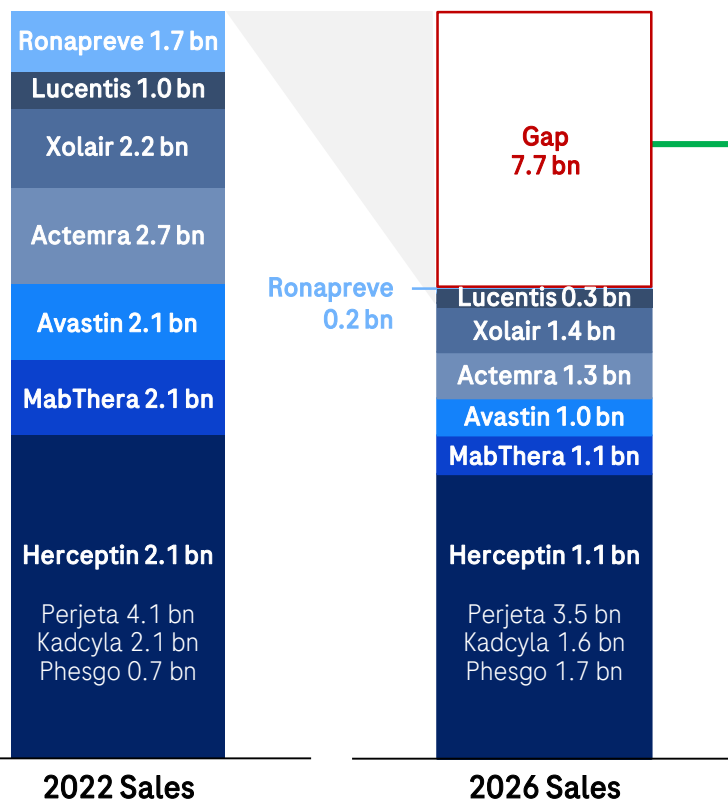 Ronapreve 1.7 bn
Lucentis 1.0 bn
Xolair 2.2 bn
Actemra 2.7 bn
Avastin 2.1 bn
MabThera 2.1 bn
Herceptin 2.1 bn
Perjeta 4.1 bn
Kadcyla 2.1 bn
Phesgo 0.7 bn
2022 Sales
Gap
7.7 bn
Ronapreve
0.2 bn
Lucentis 0.3 bn
Xolair 1.4 bn
Actemra 1.3 bn
Avastin 1.0 bn
MabThera 1.1 bn
Herceptin 1.1 bn
Perjeta 3.5 bn
Kadcyla 1.6 bn
Phesgo 1.7 bn
2026 Sales